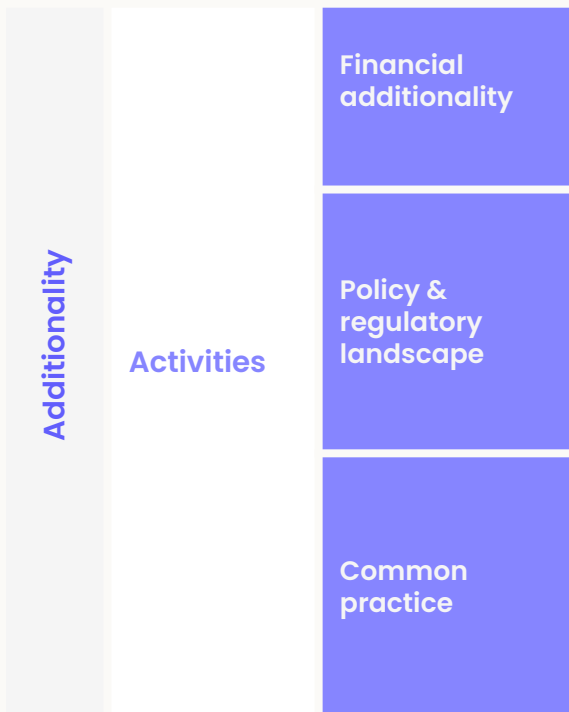 Additionality
Activities
Financial
additionality
Policy &
regulatory
landscape
Common
practice